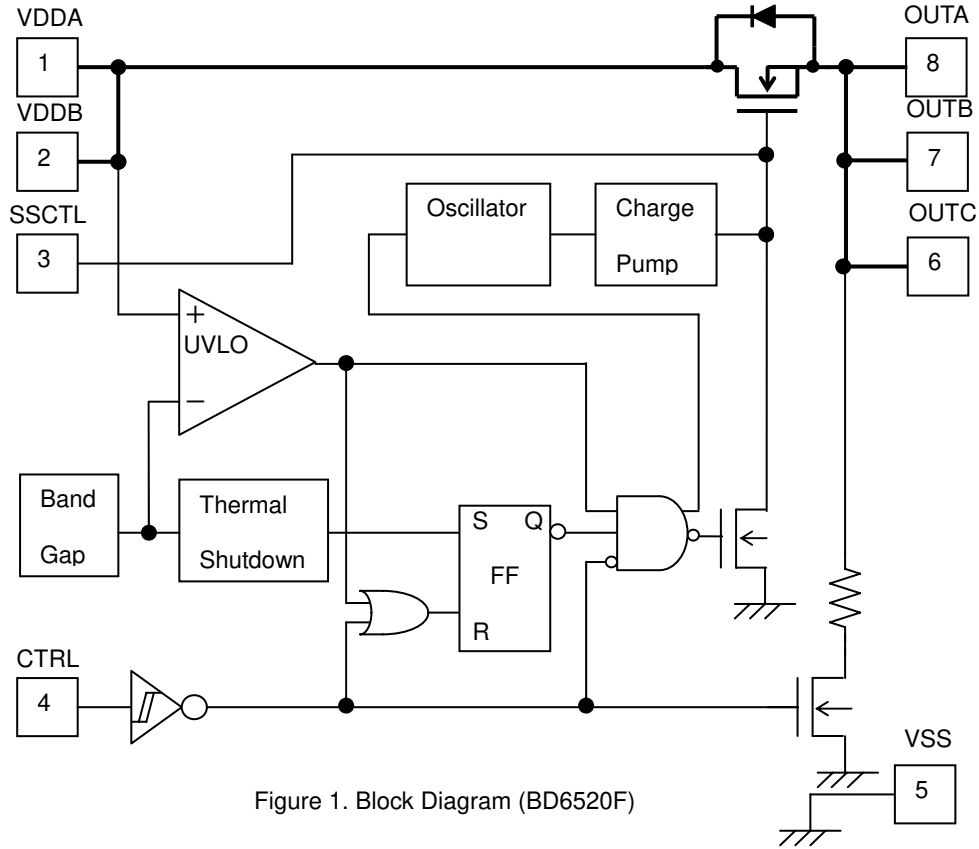 VDDA
OUTA
1
8
VDDB
OUTB
2
7
SSCTL
Oscillator
Charge
Pump
OUTC
3
6
+
UVLO
−
Band
Gap
Thermal
Shutdown
S
Q
FF
R
CTRL
4
VSS
5
Figure 1. Block Diagram (BD6520F)